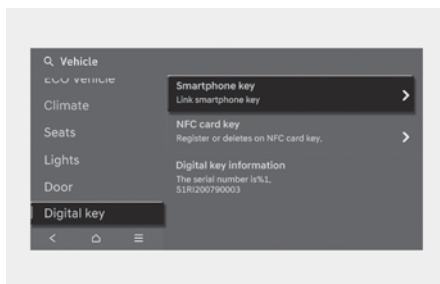 Vehicle
ECO Vehicle
Climate
Seats
Lights
Door
Digital key
Smartphone key
Link smartphone key
NFC card key
Register or deletes on NFC card key.
Digital key information
The serial number is%1,
S1RI200790003